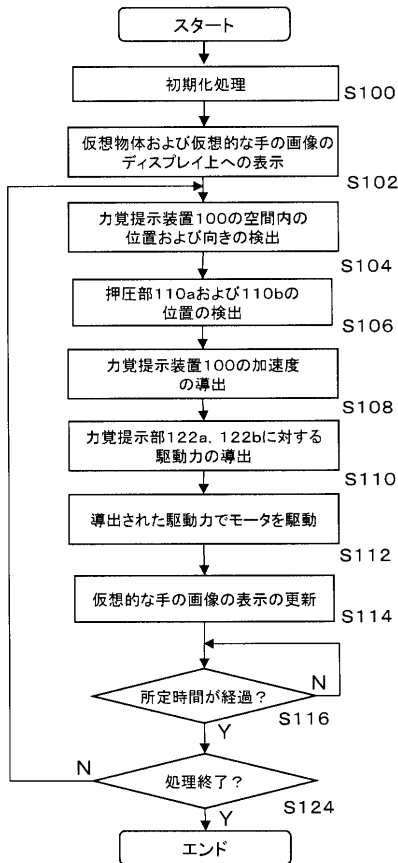 スタート
初期化処理
S100
仮想物体および仮想的な手の画像の
ディスプレイ上への表示
S102
力覚提示装置100の空間内の
位置および向きの検出
S104
押圧部110aおよび110bの
位置の検出
S106
力覚提示装置100の加速度
の導出
S108
力覚提示部122a，122bに対する
駆動力の導出
S110
導出された駆動力でモータを駆動
S112
仮想的な手の画像の表示の更新
S114
所定時間が経過？
N
S116
Y
N
処理終了？
S124
Y
エンド